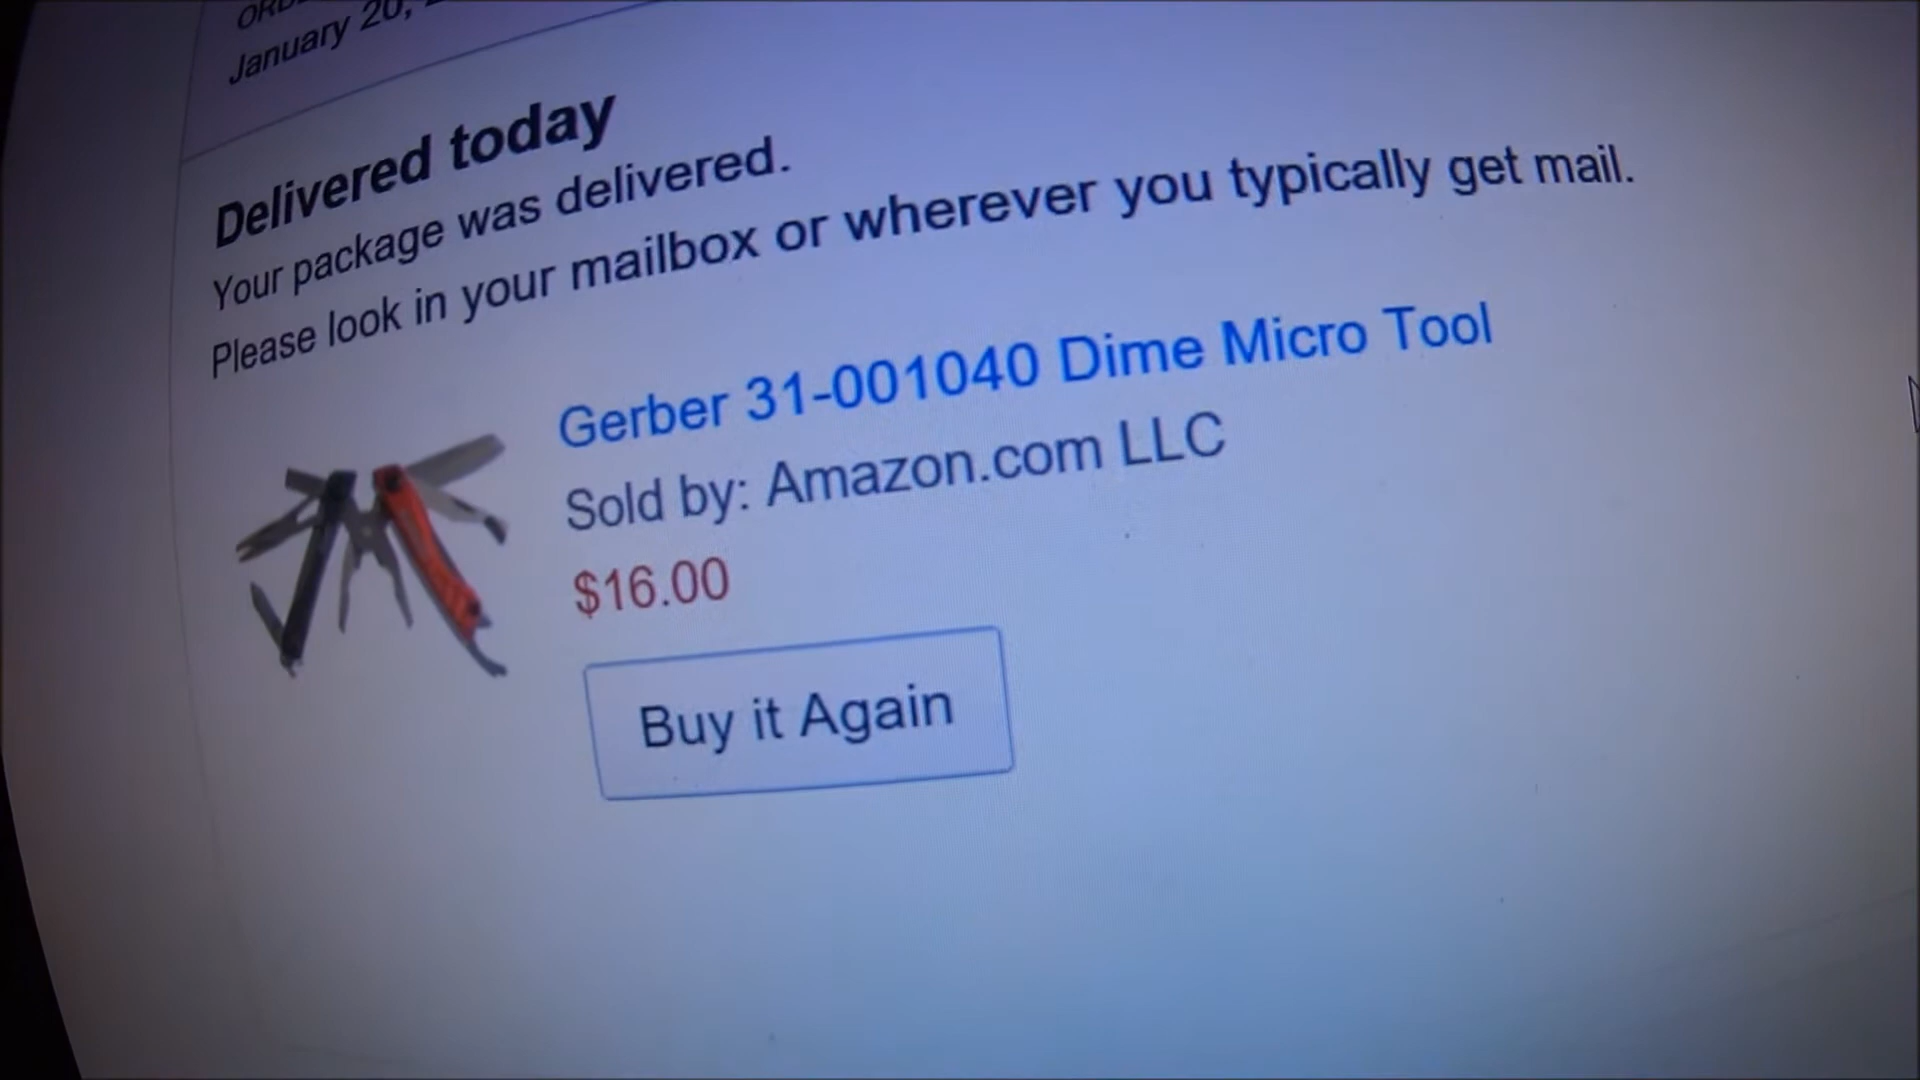 January 20,
Delivered today
Your package was delivered.
Please look in your mailbox or wherever you typically get mail.
Gerber 31-001040 Dime Micro Tool
Sold by: Amazon.com LLC
$16.00
Buy it Again